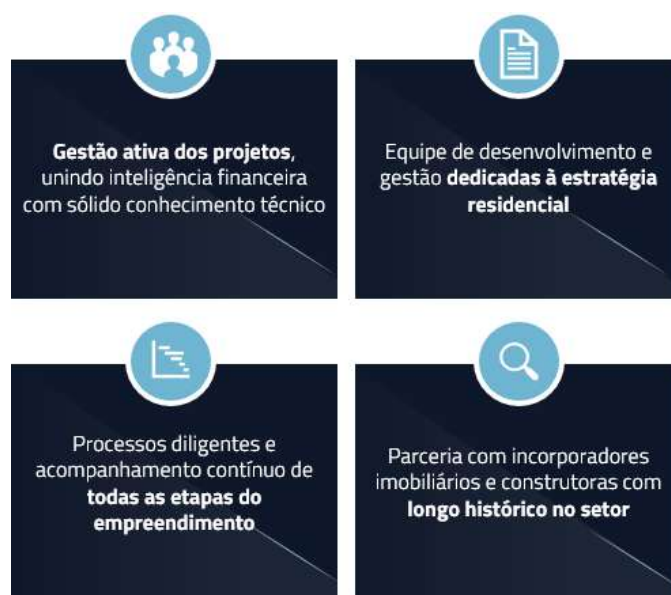 Gestão ativa dos projetos,
unindo inteligência financeira
com sólido conhecimento técnico
Equipe de desenvolvimento e
gestão dedicadas à estratégia
residencial
Processos diligentes e
acompanhamento contínuo de
todas as etapas do
empreendimento
Parceria com incorporadores
imobiliários e construtoras com
longo histórico no setor